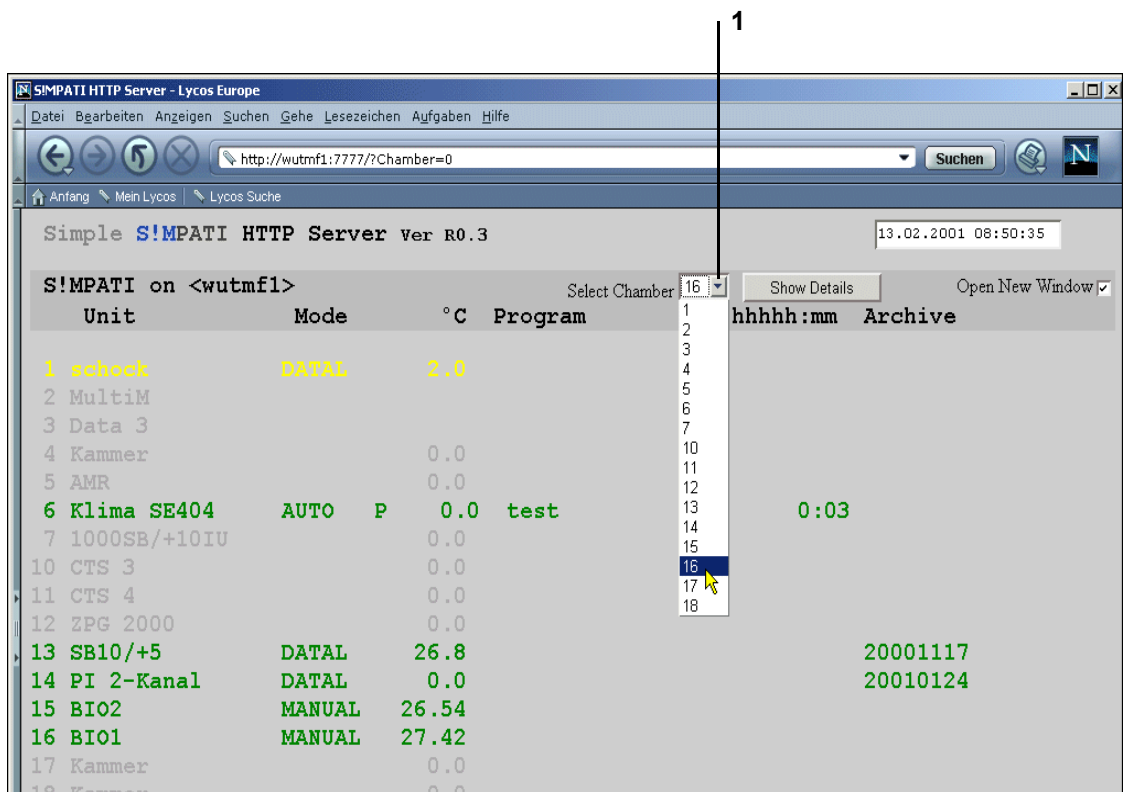 1
S!MPATI HTTP Server - Lycos Europe
Datei Bearbeiten Anzeigen Suchen Gehe Lesezeichen Aufgaben Hilfe
http://wutmf1:7777/?Chamber=0 Suchen N
Anfang Mein Lycos Lycos Suche
Simple S!MPATI HTTP Server Ver R0.3 13.02.2001 08:50:35
S!MPATI on <wutmf1> Select Chamber 16 Show Details Open New Window
Unit Mode °C Program hhhhh:mm Archive
1
2
3
4
5
6
7
10
11
12
13
14
15
16
17
18
1 schock DATAL 2.0
2 MultiM
3 Data 3
4 Kammer 0.0
5 AMR 0.0
6 Klima SE404 AUTO P 0.0 test 0:03
7 1000SB/+10IU 0.0
10 CTS 3 0.0
11 CTS 4 0.0
12 ZPG 2000 0.0
13 SB10/+5 DATAL 26.8 20001117
14 PI 2-Kanal DATAL 0.0 20010124
15 BIO2 MANUAL 26.54
16 BIO1 MANUAL 27.42
17 Kammer 0.0
18 Kammer 0.0